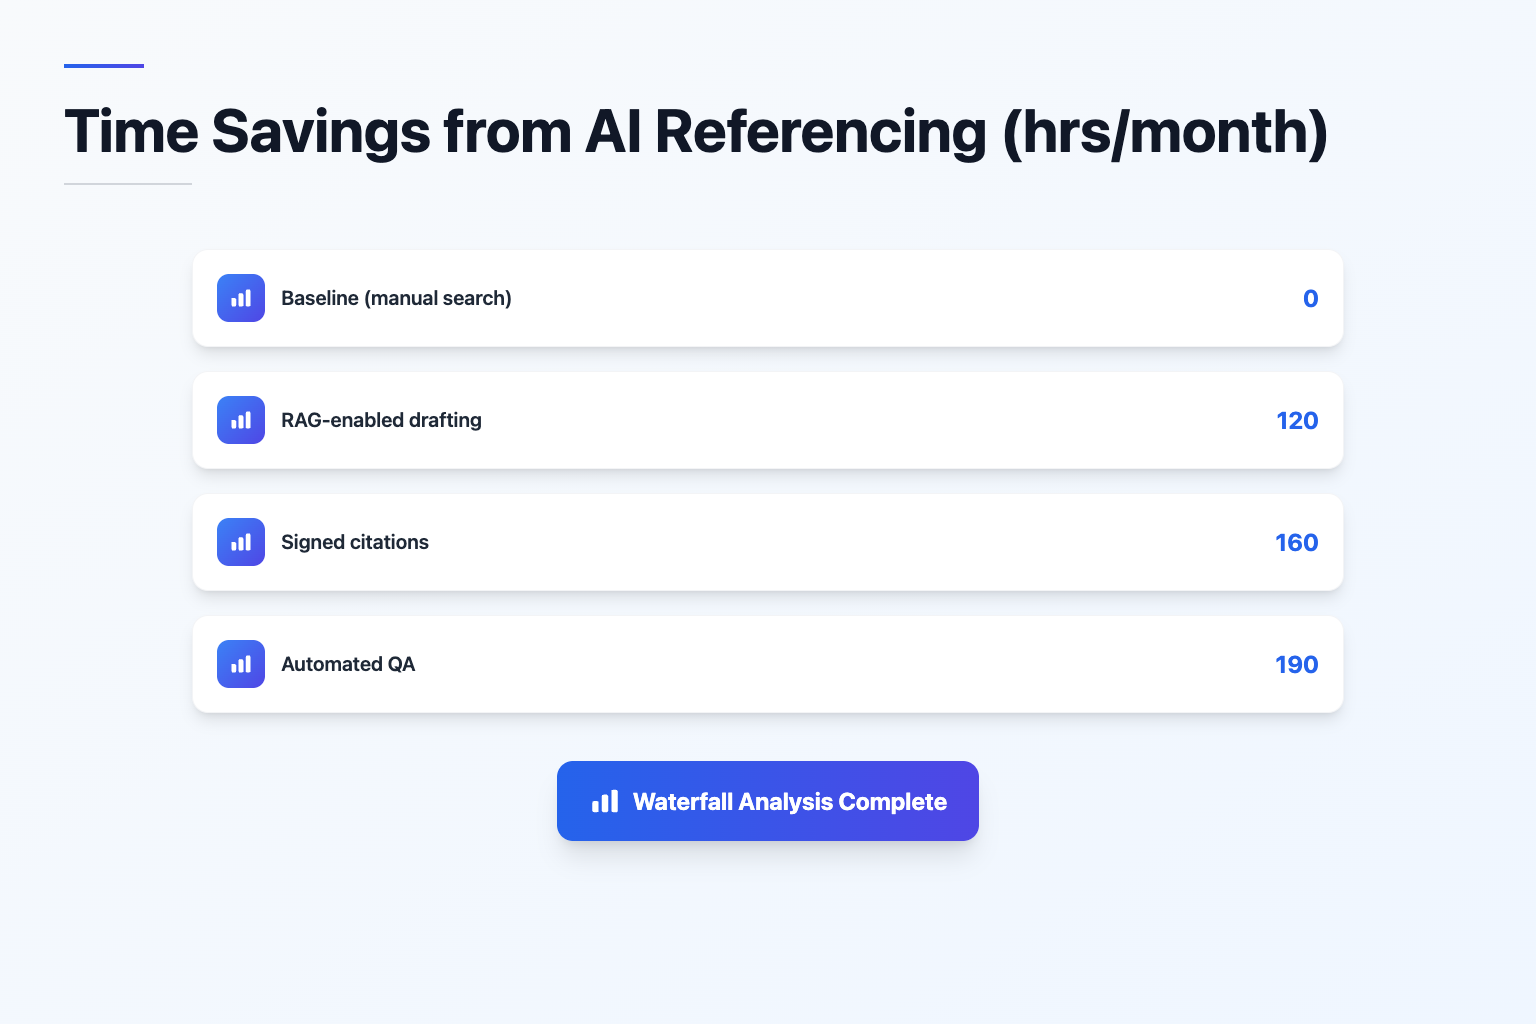 Time Savings from AI Referencing (hrs/month)
Baseline (manual search) 0
RAG-enabled drafting 120
Signed citations 160
Automated QA 190
Waterfall Analysis Complete